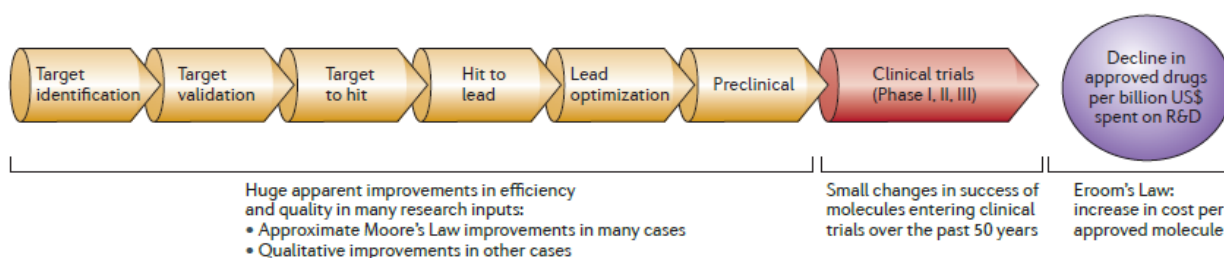 Target
identification
Target
validation
Target
to hit
Hit to
lead
Lead
optimization
Preclinical
Clinical trials
(Phase I, II, III)
Decline in
approved drugs
per billion US$
spent on R&D
Huge apparent improvements in efficiency
and quality in many research inputs:
• Approximate Moore's Law improvements in many cases
• Qualitative improvements in other cases
Small changes in success of
molecules entering clinical
trials over the past 50 years
Eroom's Law:
increase in cost per
approved molecule